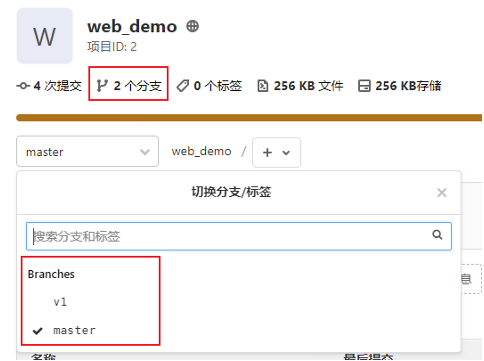 W
web_demo
项目ID: 2
4 次提交 2 个分支 0 个标签 256 KB 文件 256 KB存储
master web_demo / +
切换分支/标签 ×
搜索分支和标签
Branches
v1
master
息
名称 最后提交